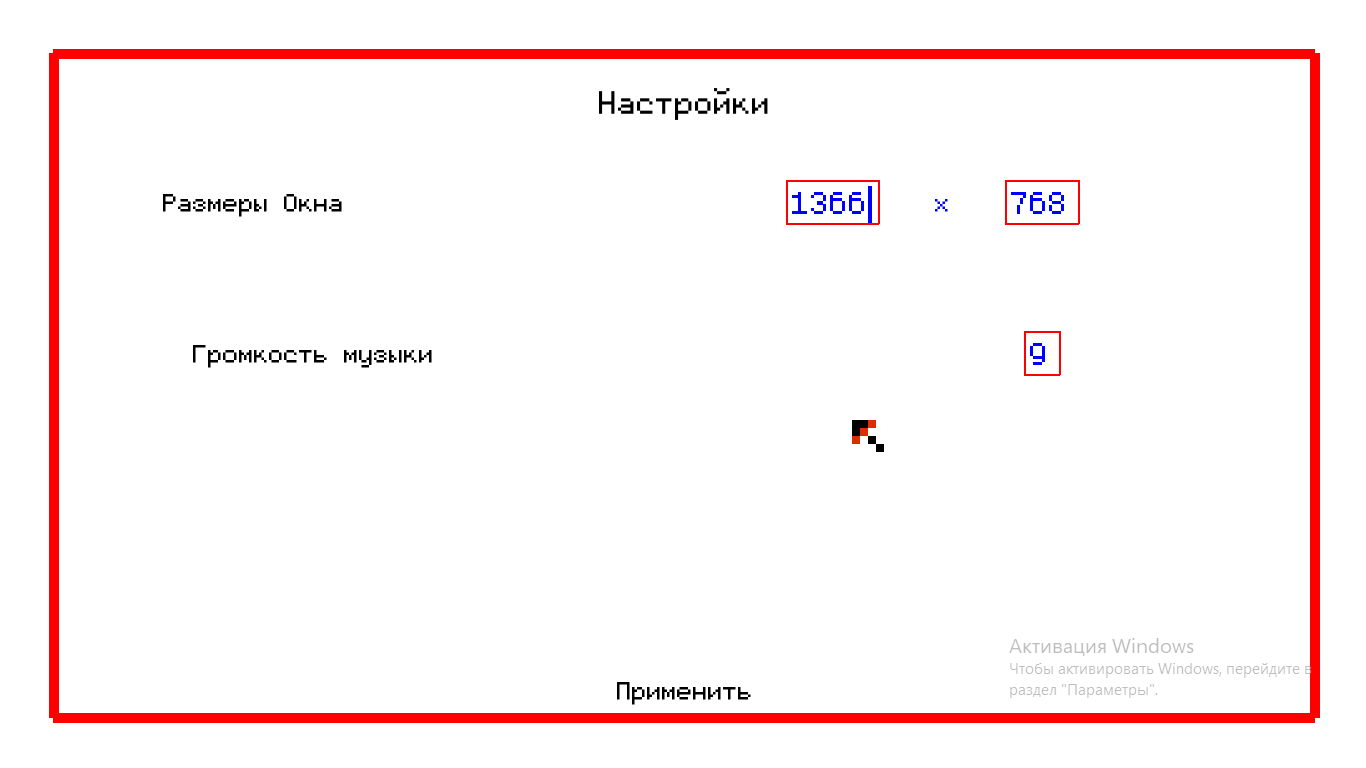 Настройки
Размеры Окна 1366 x 768
Громкость музыки 9
Применить
Активация Windows
Чтобы активировать Windows, перейдите в
раздел "Параметры".